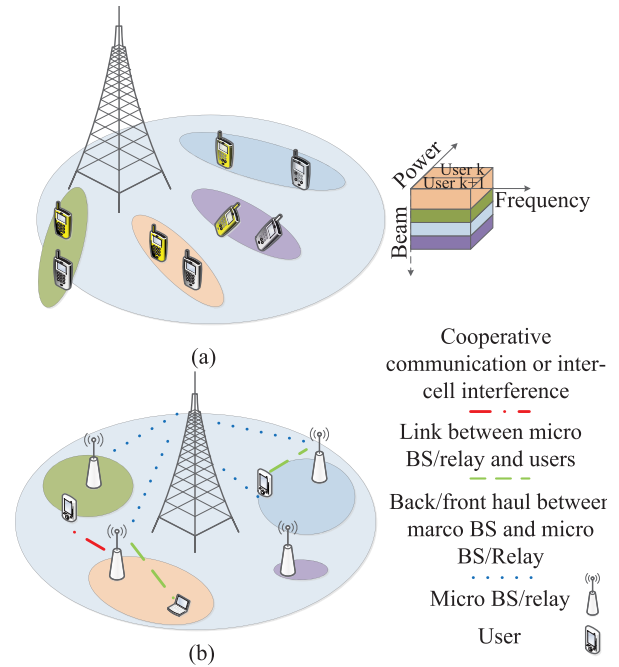 Power
User k
User k+1
Frequency
Beam
(a)
Cooperative
communication or inter-
cell interference
Link between micro
BS/relay and users
Back/front haul between
marco BS and micro
BS/Relay
Micro BS/relay
User
(b)